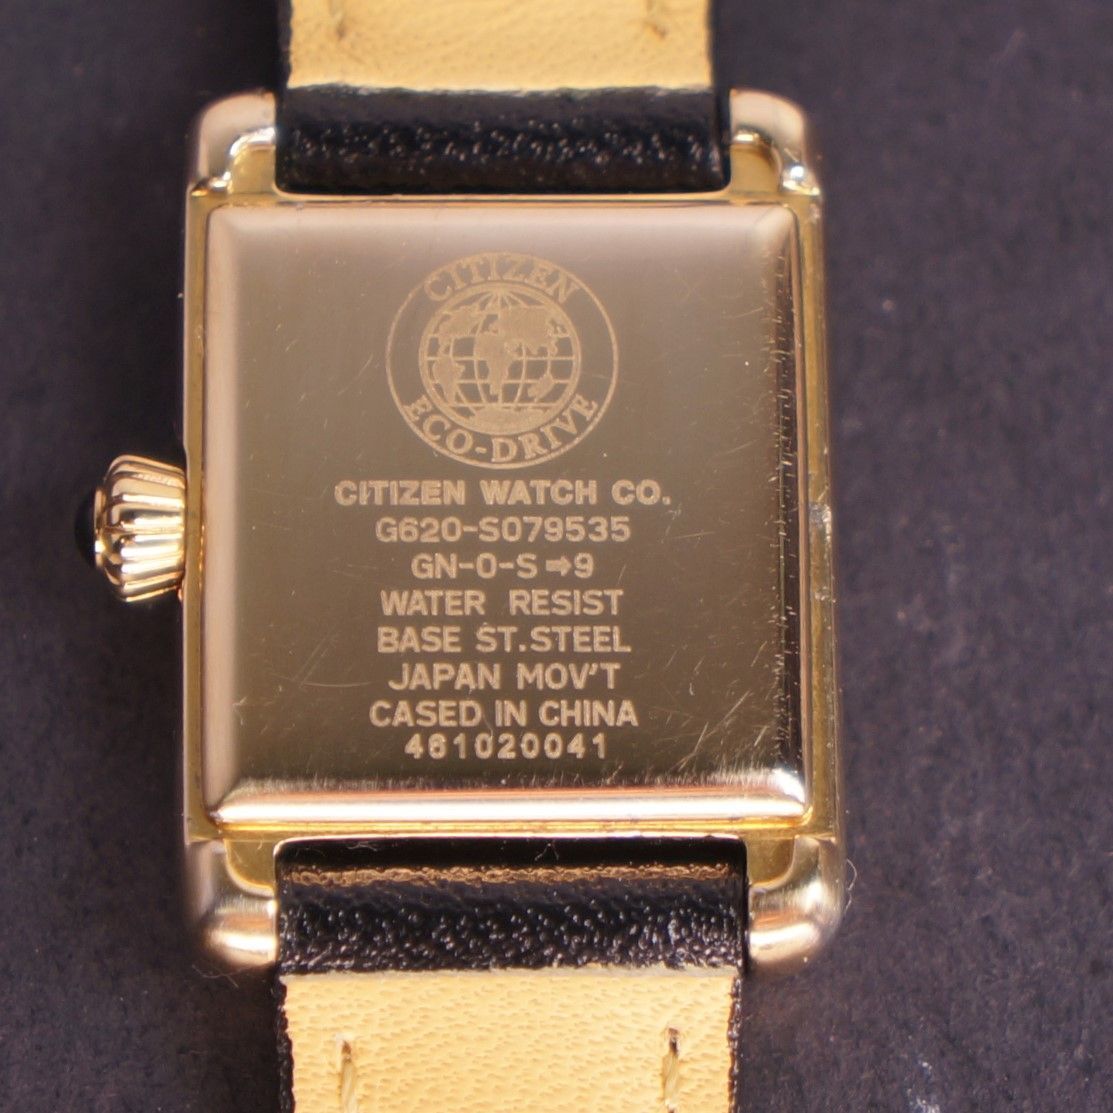 CITIZEN
ECO-DRIVE
CITIZEN WATCH CO.
G620-S079535
GN-0-S➔9
WATER RESIST
BASE ST.STEEL
JAPAN MOV'T
CASED IN CHINA
461020041